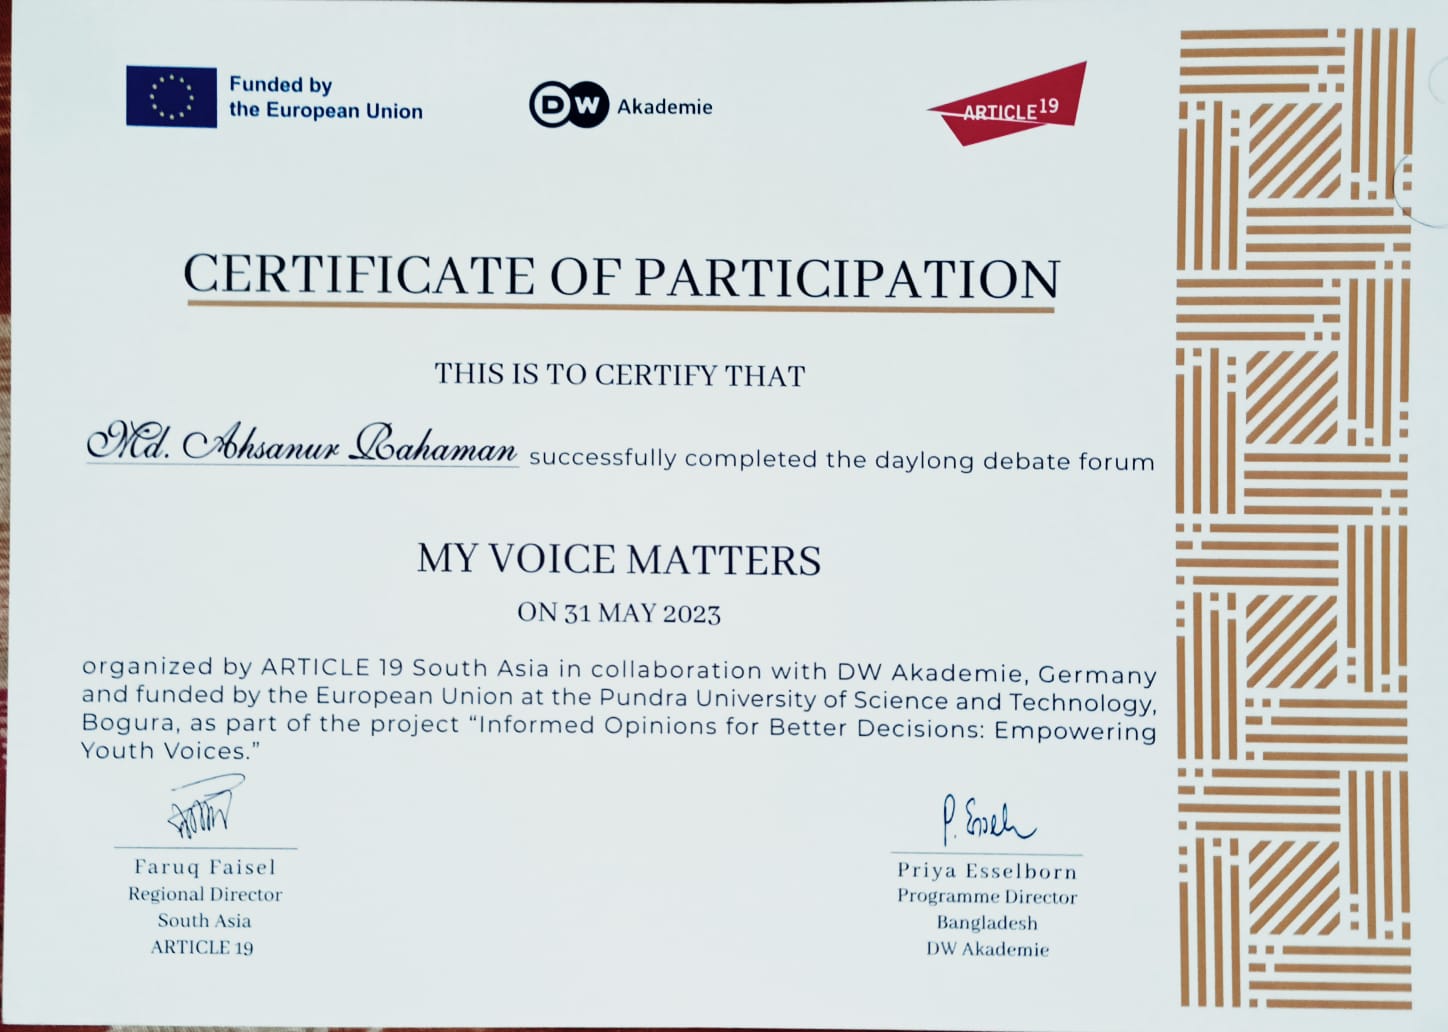 Funded by
the European Union
DW Akademie
ARTICLE 19
CERTIFICATE OF PARTICIPATION
THIS IS TO CERTIFY THAT
Md. Ahsanur Rahaman successfully completed the daylong debate forum
MY VOICE MATTERS
ON 31 MAY 2023
organized by ARTICLE 19 South Asia in collaboration with DW Akademie, Germany
and funded by the European Union at the Pundra University of Science and Technology,
Bogura, as part of the project “Informed Opinions for Better Decisions: Empowering
Youth Voices.”
P. Esseln
Faruq Faisel
Regional Director
South Asia
ARTICLE 19
Priya Esselborn
Programme Director
Bangladesh
DW Akademie